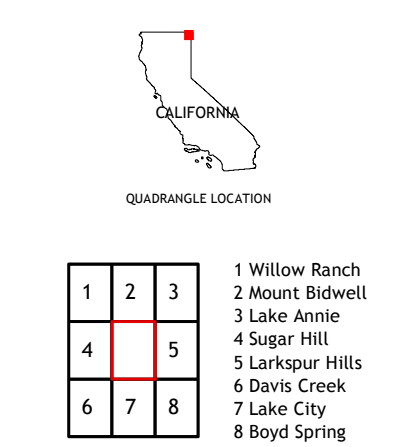 CALIFORNIA
QUADRANGLE LOCATION
1 2 3
4 5
6 7 8
1 Willow Ranch
2 Mount Bidwell
3 Lake Annie
4 Sugar Hill
5 Larkspur Hills
6 Davis Creek
7 Lake City
8 Boyd Spring